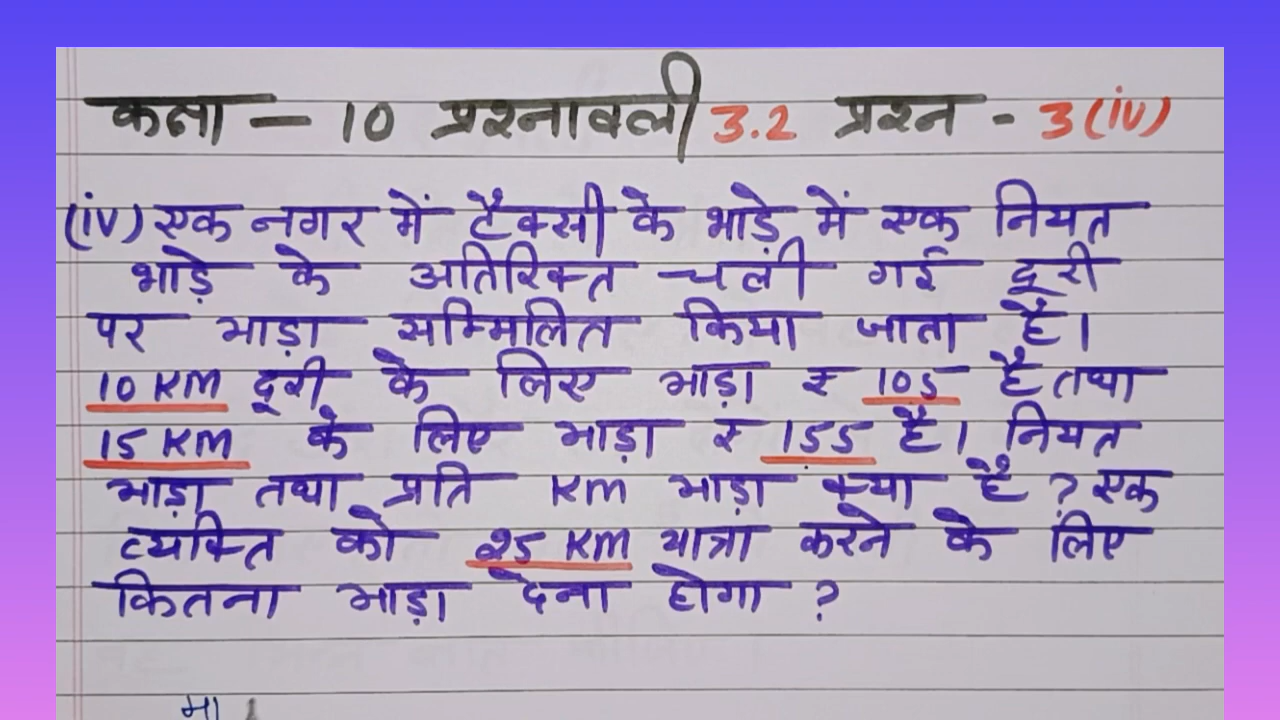 कक्षा - 10 प्रश्नावली 3.2 प्रश्न - 3(iv)
(iv) एक नगर में टैक्सी के भाड़े में एक नियत
भाड़े के अतिरिक्त चली गई दूरी
पर भाड़ा सम्मिलित किया जाता है।
10 KM दूरी के लिए भाड़ा ₹ 105 है तथा
15 KM के लिए भाड़ा ₹ 155 है। नियत
भाड़ा तथा प्रति KM भाड़ा क्या है ? एक
व्यक्ति को 25 KM यात्रा करने के लिए
कितना भाड़ा देना होगा ?